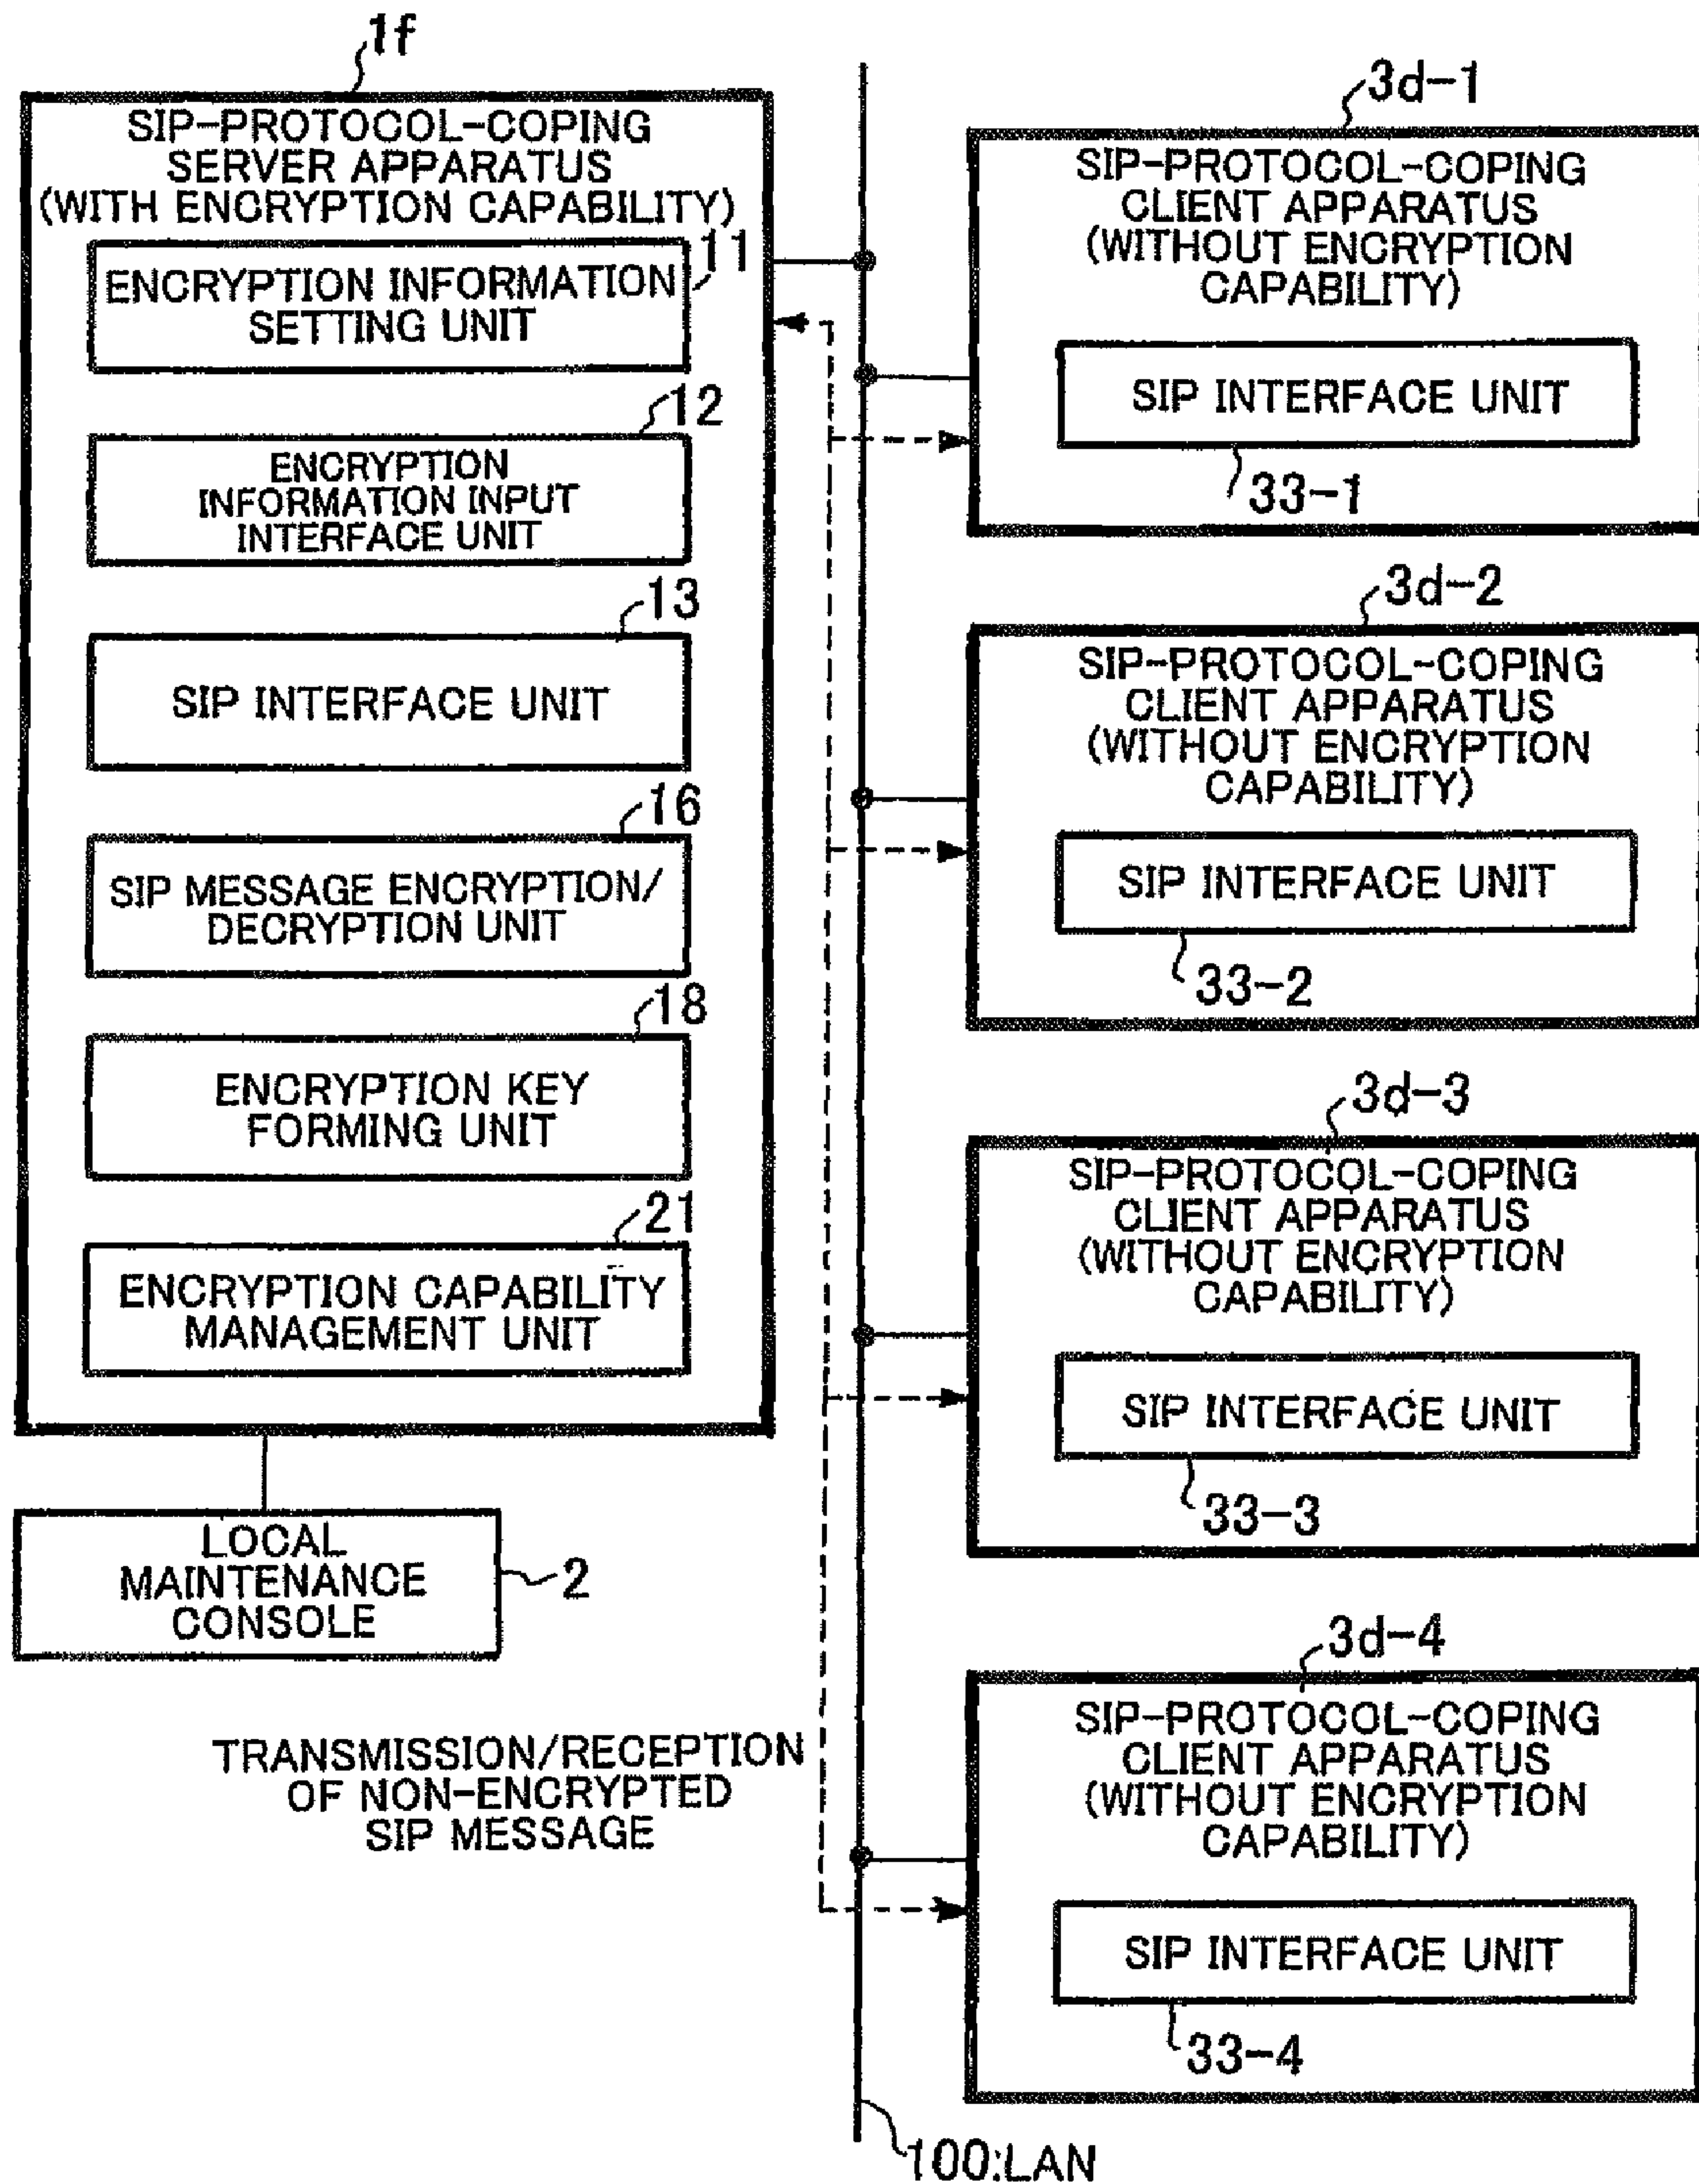 1f
SIP-PROTOCOL-COPING
SERVER APPARATUS
(WITH ENCRYPTION CAPABILITY)
11
ENCRYPTION INFORMATION
SETTING UNIT
12
ENCRYPTION
INFORMATION INPUT
INTERFACE UNIT
13
SIP INTERFACE UNIT
16
SIP MESSAGE ENCRYPTION/
DECRYPTION UNIT
18
ENCRYPTION KEY
FORMING UNIT
21
ENCRYPTION CAPABILITY
MANAGEMENT UNIT
LOCAL
MAINTENANCE
CONSOLE
2
TRANSMISSION/RECEPTION
OF NON-ENCRYPTED
SIP MESSAGE
3d-1
SIP-PROTOCOL-COPING
CLIENT APPARATUS
(WITHOUT ENCRYPTION
CAPABILITY)
SIP INTERFACE UNIT
33-1
3d-2
SIP-PROTOCOL-COPING
CLIENT APPARATUS
(WITHOUT ENCRYPTION
CAPABILITY)
SIP INTERFACE UNIT
33-2
3d-3
SIP-PROTOCOL-COPING
CLIENT APPARATUS
(WITHOUT ENCRYPTION
CAPABILITY)
SIP INTERFACE UNIT
33-3
3d-4
SIP-PROTOCOL-COPING
CLIENT APPARATUS
(WITHOUT ENCRYPTION
CAPABILITY)
SIP INTERFACE UNIT
33-4
100:LAN